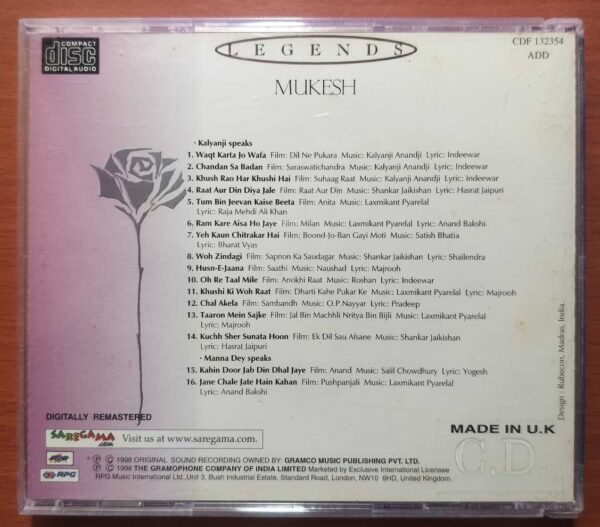 COMPACT
disc
DIGITAL AUDIO
LEGENDS
CDF 132354
ADD
MUKESH
· Kalyanji speaks
1. Waqt Karta Jo Wafa Film: Dil Ne Pukara Music: Kalyanji Anandji Lyric: Indeewar
2. Chandan Sa Badan Film: Saraswatichandra Music: Kalyanji Anandji Lyric: Indeewar
3. Khush Rao Har Khushi Hai Film: Suhaag Raat Music: Kalyanji Anandji Lyric: Indeewar
4. Raat Aur Din Diya Jale Film: Raat Aur Din Music: Shankar Jaikishan Lyric: Hasrat Jaipuri
5. Tum Bin Jeevan Kaise Beeta Film: Anita Music: Laxmikant Pyarelal
Lyric: Raja Mehdi Ali Khan
6. Ram Kare Aisa Ho Jaye Film: Milan Music: Laxmikant Pyarelal Lyric: Anand Bakshi
7. Yeh Kaun Chitrakar Hai Film: Boond-Jo-Ban Gayi Moti Music: Satish Bhatia
Lyric: Bharat Vyas
8. Woh Zindagi Film: Sapnon Ka Saudagar Music: Shankar Jaikishan Lyric: Shailendra
9. Husn-E-Jaana Film: Saathi Music: Naushad Lyric: Majrooh
10. Oh Re Taal Mile Film: Anokhi Raat Music: Roshan Lyric: Indeewar
11. Khushi Ki Woh Raat Film: Dharti Kahe Pukar Ke Music: Laxmikant Pyarelal Lyric: Majrooh
12. Chal Akela Film: Sambandh Music: O.P.Nayyar Lyric: Pradeep
13. Taaron Mein Sajke Film: Jal Bin Machhli Nritya Bin Bijli Music: Laxmikant Pyarelal
Lyric: Majrooh
14. Kuchh Sher Sunata Hoon Film: Ek Dil Sau Afsane Music: Shankar Jaikishan
Lyric: Hasrat Jaipuri
· Manna Dey speaks
15. Kahin Door Jab Din Dhal Jaye Film: Anand Music: Salil Chowdhury Lyric: Yogesh
16. Jane Chale Jate Hain Kahan Film: Pushpanjali Music: Laxmikant Pyarelal
Lyric: Anand Bakshi
Design : Rubecon, Madras, India.
DIGITALLY REMASTERED
SAREGAMA
.COM
Visit us at www.saregama.com.
MADE IN U.K
C.D.
℗ © 1998 ORIGINAL SOUND RECORDING OWNED BY: GRAMCO MUSIC PUBLISHING PVT. LTD.
℗ © 1998 THE GRAMOPHONE COMPANY OF INDIA LIMITED Marketed by Exclusive International Licensee
RPG Music International Ltd.,Unit 3, Bush Industrial Estate, Standard Road, London, NW10 6HD, United Kingdom.
RPG